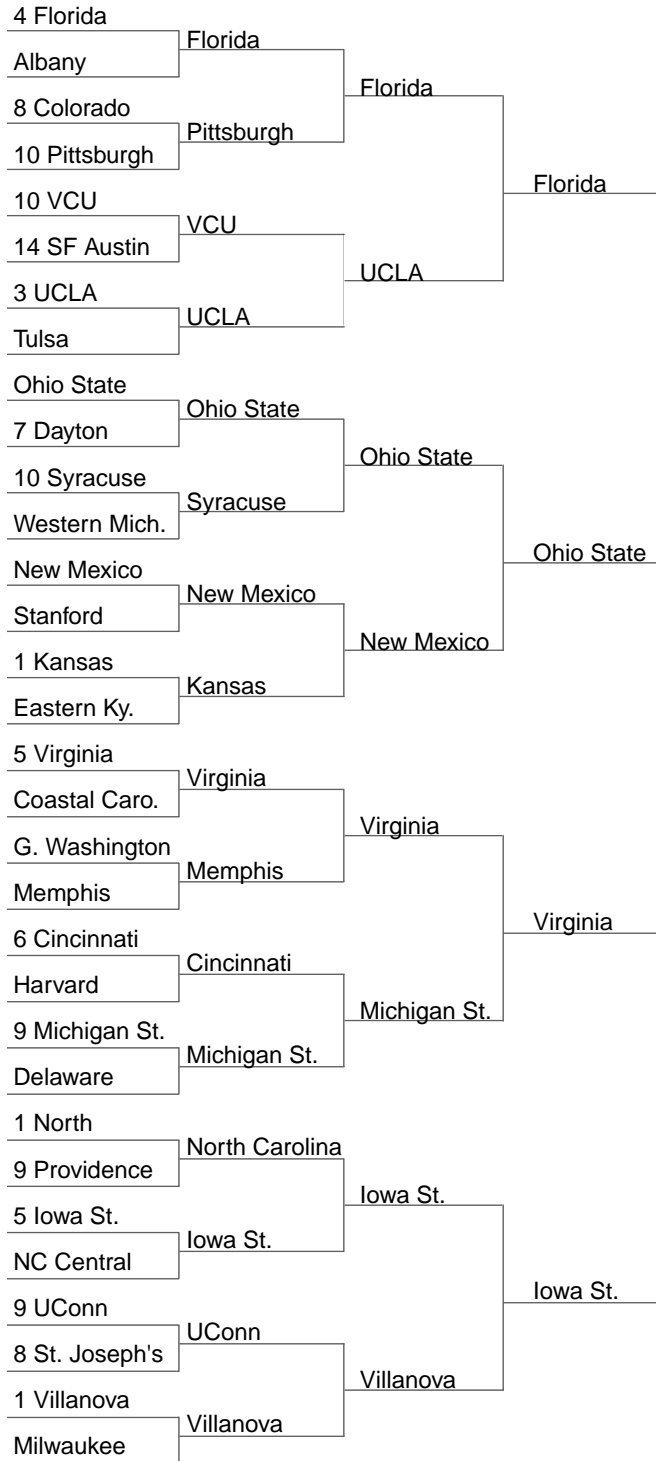 4 Florida
Albany
8 Colorado
10 Pittsburgh
10 VCU
14 SF Austin
3 UCLA
Tulsa
Ohio State
7 Dayton
10 Syracuse
Western Mich.
New Mexico
Stanford
1 Kansas
Eastern Ky.
5 Virginia
Coastal Caro.
G. Washington
Memphis
6 Cincinnati
Harvard
9 Michigan St.
Delaware
1 North
9 Providence
5 Iowa St.
NC Central
9 UConn
8 St. Joseph's
1 Villanova
Milwaukee
Florida
Pittsburgh
VCU
UCLA
Ohio State
Syracuse
New Mexico
Kansas
Virginia
Memphis
Cincinnati
Michigan St.
North Carolina
Iowa St.
UConn
Villanova
Florida
UCLA
Ohio State
New Mexico
Virginia
Michigan St.
Iowa St.
Villanova
Florida
Ohio State
Virginia
Iowa St.